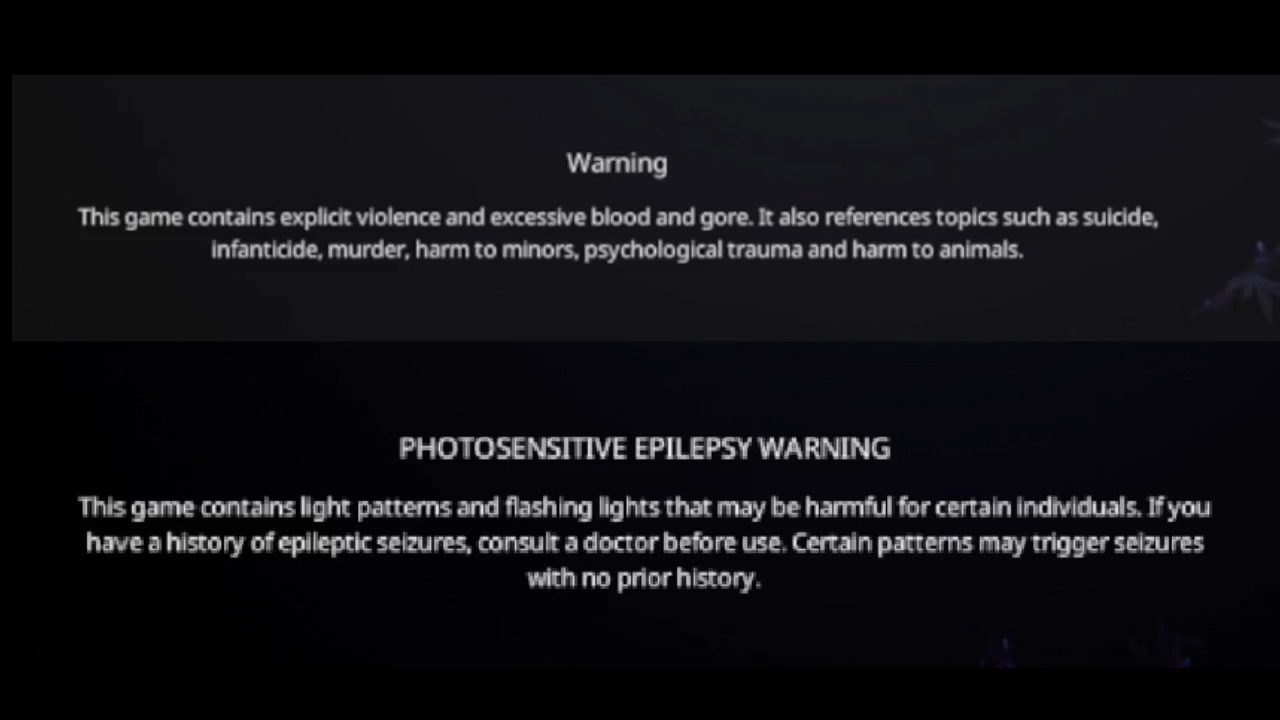 Warning
This game contains explicit violence and excessive blood and gore. It also references topics such as suicide,
infanticide, murder, harm to minors, psychological trauma and harm to animals.
PHOTOSENSITIVE EPILEPSY WARNING
This game contains light patterns and flashing lights that may be harmful for certain individuals. If you
have a history of epileptic seizures, consult a doctor before use. Certain patterns may trigger seizures
with no prior history.